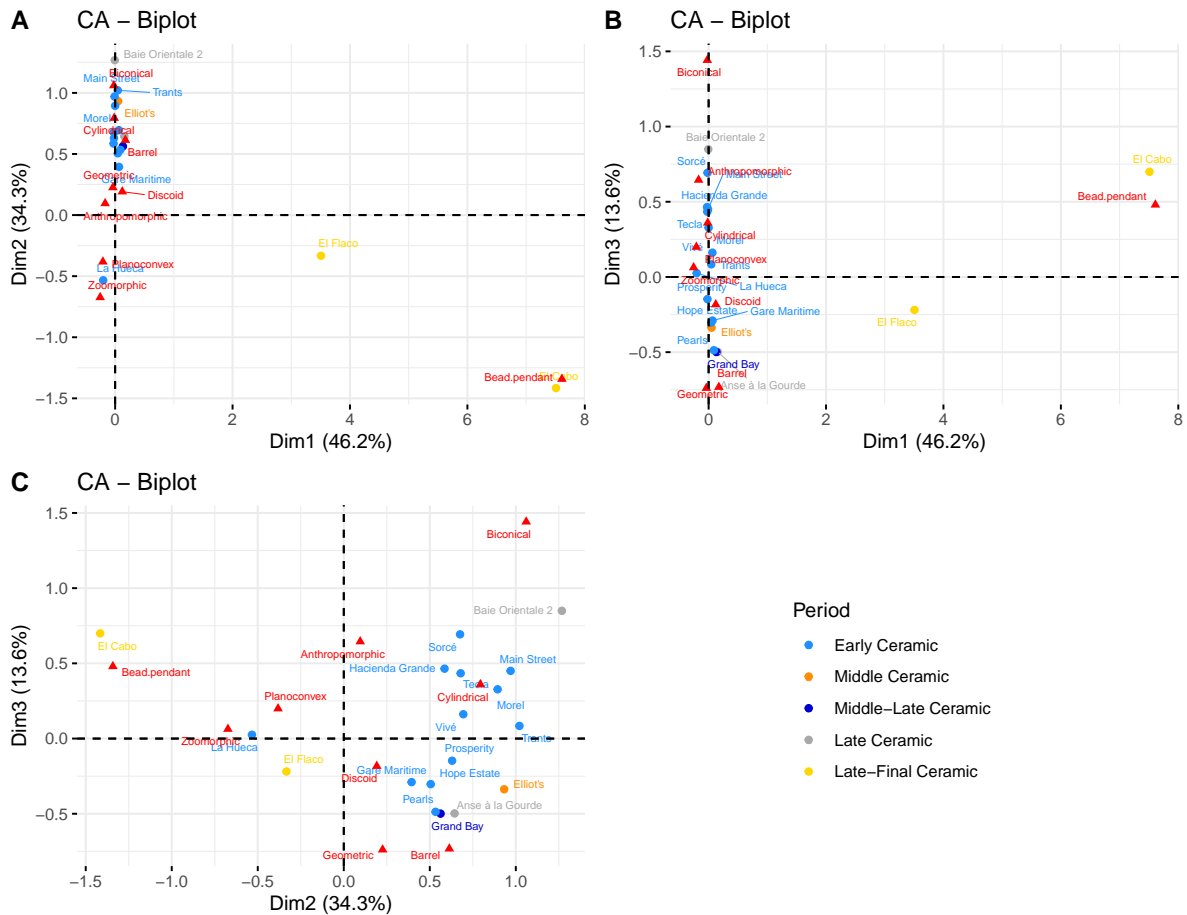 A
CA − Biplot
Baie Orientale 2
Biconical
Main Street
Trants
Elliot's
Morel
Cylindrical
Barrel
Geometric
Gare Maritime
Discoid
Anthropomorphic
El Flaco
Planoconvex
La Hueca
Zoomorphic
Bead.pendant
El Cabo
1.0
0.5
0.0
−0.5
−1.0
−1.5
0
2
4
6
8
Dim2 (34.3%)
Dim1 (46.2%)
B
CA − Biplot
Biconical
Baie Orientale 2
Sorcé
Anthropomorphic
Main Street
El Cabo
Bead.pendant
Hacienda Grande
Tecla
Cylindrical
Vivé
Morel
Planoconvex
Trants
Zoomorphic
Prosperity
La Hueca
Discoid
Hope Estate
Gare Maritime
El Flaco
Elliot's
Pearls
Grand Bay
Barrel
Anse à la Gourde
Geometric
1.5
1.0
0.5
0.0
−0.5
0
2
4
6
8
Dim3 (13.6%)
Dim1 (46.2%)
C
CA − Biplot
Biconical
Baie Orientale 2
El Cabo
Bead.pendant
Anthropomorphic
Sorcé
Main Street
Hacienda Grande
Tecla
Cylindrical
Morel
Planoconvex
Vivé
Trants
Zoomorphic
La Hueca
Prosperity
El Flaco
Gare Maritime
Hope Estate
Discoid
Elliot's
Pearls
Anse à la Gourde
Grand Bay
Geometric
Barrel
1.5
1.0
0.5
0.0
−0.5
−1.5
−1.0
−0.5
0.0
0.5
1.0
Dim3 (13.6%)
Dim2 (34.3%)
Period
Early Ceramic
Middle Ceramic
Middle−Late Ceramic
Late Ceramic
Late−Final Ceramic